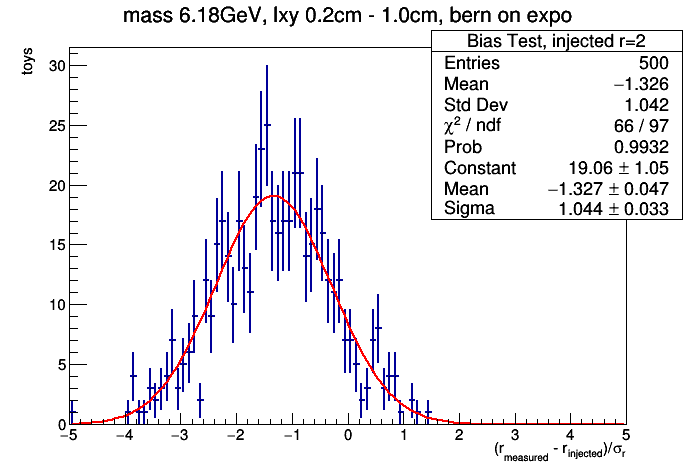 mass 6.18GeV, lxy 0.2cm - 1.0cm, bern on expo
Bias Test, injected r=2
Entries 500
Mean −1.326
Std Dev 1.042
χ² / ndf 66 / 97
Prob 0.9932
Constant 19.06 ± 1.05
Mean −1.327 ± 0.047
Sigma 1.044 ± 0.033
toys
30
25
20
15
10
5
0
−5 −4 −3 −2 −1 0 1 2 3 4 5
(r_measured - r_injected)/σ_r